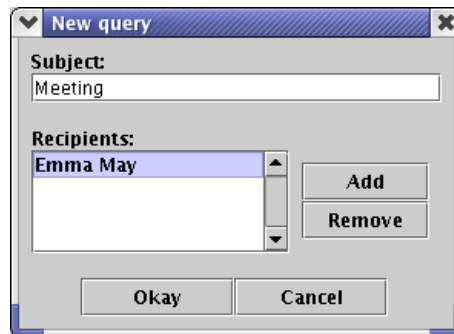 New query
Subject:
Meeting
Recipients:
Emma May
Add
Remove
Okay Cancel